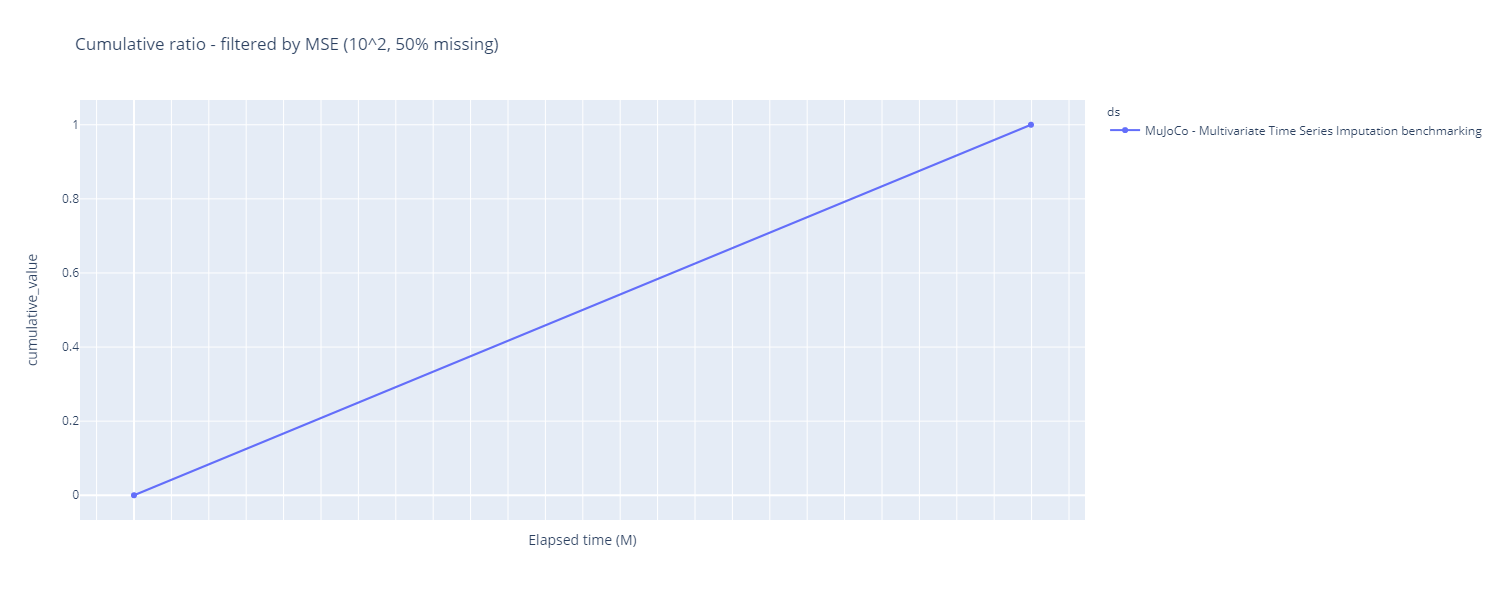 Cumulative ratio - filtered by MSE (10^2, 50% missing)
ds
MuJoCo - Multivariate Time Series Imputation benchmarking
cumulative_value
1
0.8
0.6
0.4
0.2
0
Elapsed time (M)